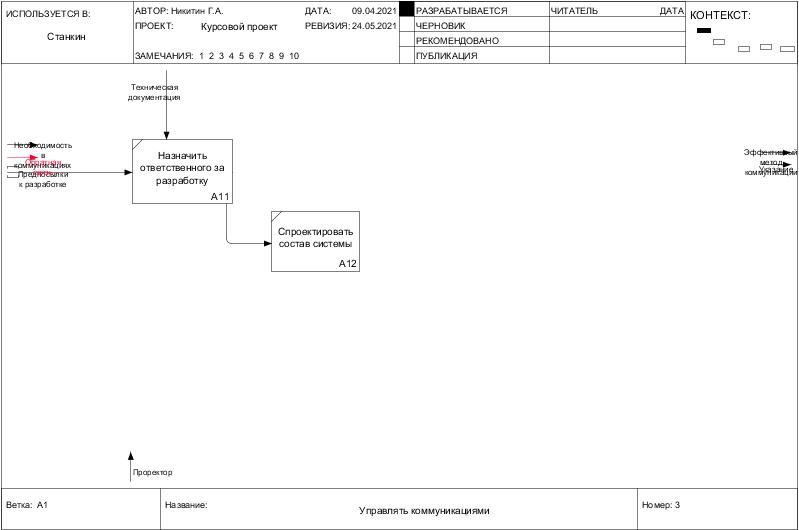 ИСПОЛЬЗУЕТСЯ В:
Станкин
АВТОР: Никитин Г.А.
ДАТА: 09.04.2021
ПРОЕКТ: Курсовой проект
РЕВИЗИЯ: 24.05.2021
ЗАМЕЧАНИЯ: 1 2 3 4 5 6 7 8 9 10
РАЗРАБАТЫВАЕТСЯ
ЧЕРНОВИК
РЕКОМЕНДОВАНО
ПУБЛИКАЦИЯ
ЧИТАТЕЛЬ ДАТА
КОНТЕКСТ:
Техническая
документация
Необходимость
в
коммуникациях
Обратная
связь
Предпосылки
к разработке
Назначить
ответственного за
разработку
A11
Спроектировать
состав системы
A12
Эффективный
метод
коммуникации
Указание
Проректор
Ветка: A1
Название:
Управлять коммуникациями
Номер: 3